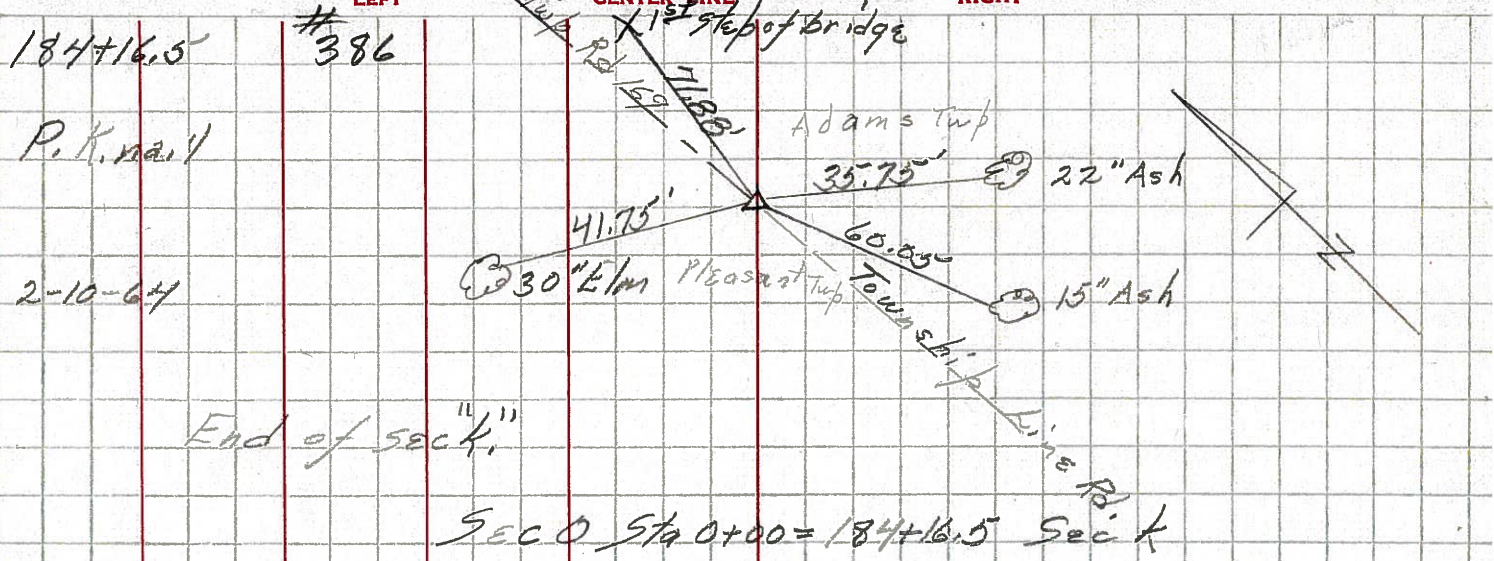 LEFT
CENTER LINE
RIGHT
184+16.5
#
386
Twp Rd 169
X 1st step of bridge
71.88'
P.K. nail
Adams Twp
35.75'
22" Ash
41.75'
60.05
30" Elm
Pleasant Twp
Township Line Rd.
15" Ash
N
2-10-64
End of sec "K."
Sec O Sta 0+00 = 184+16.5 Sec K